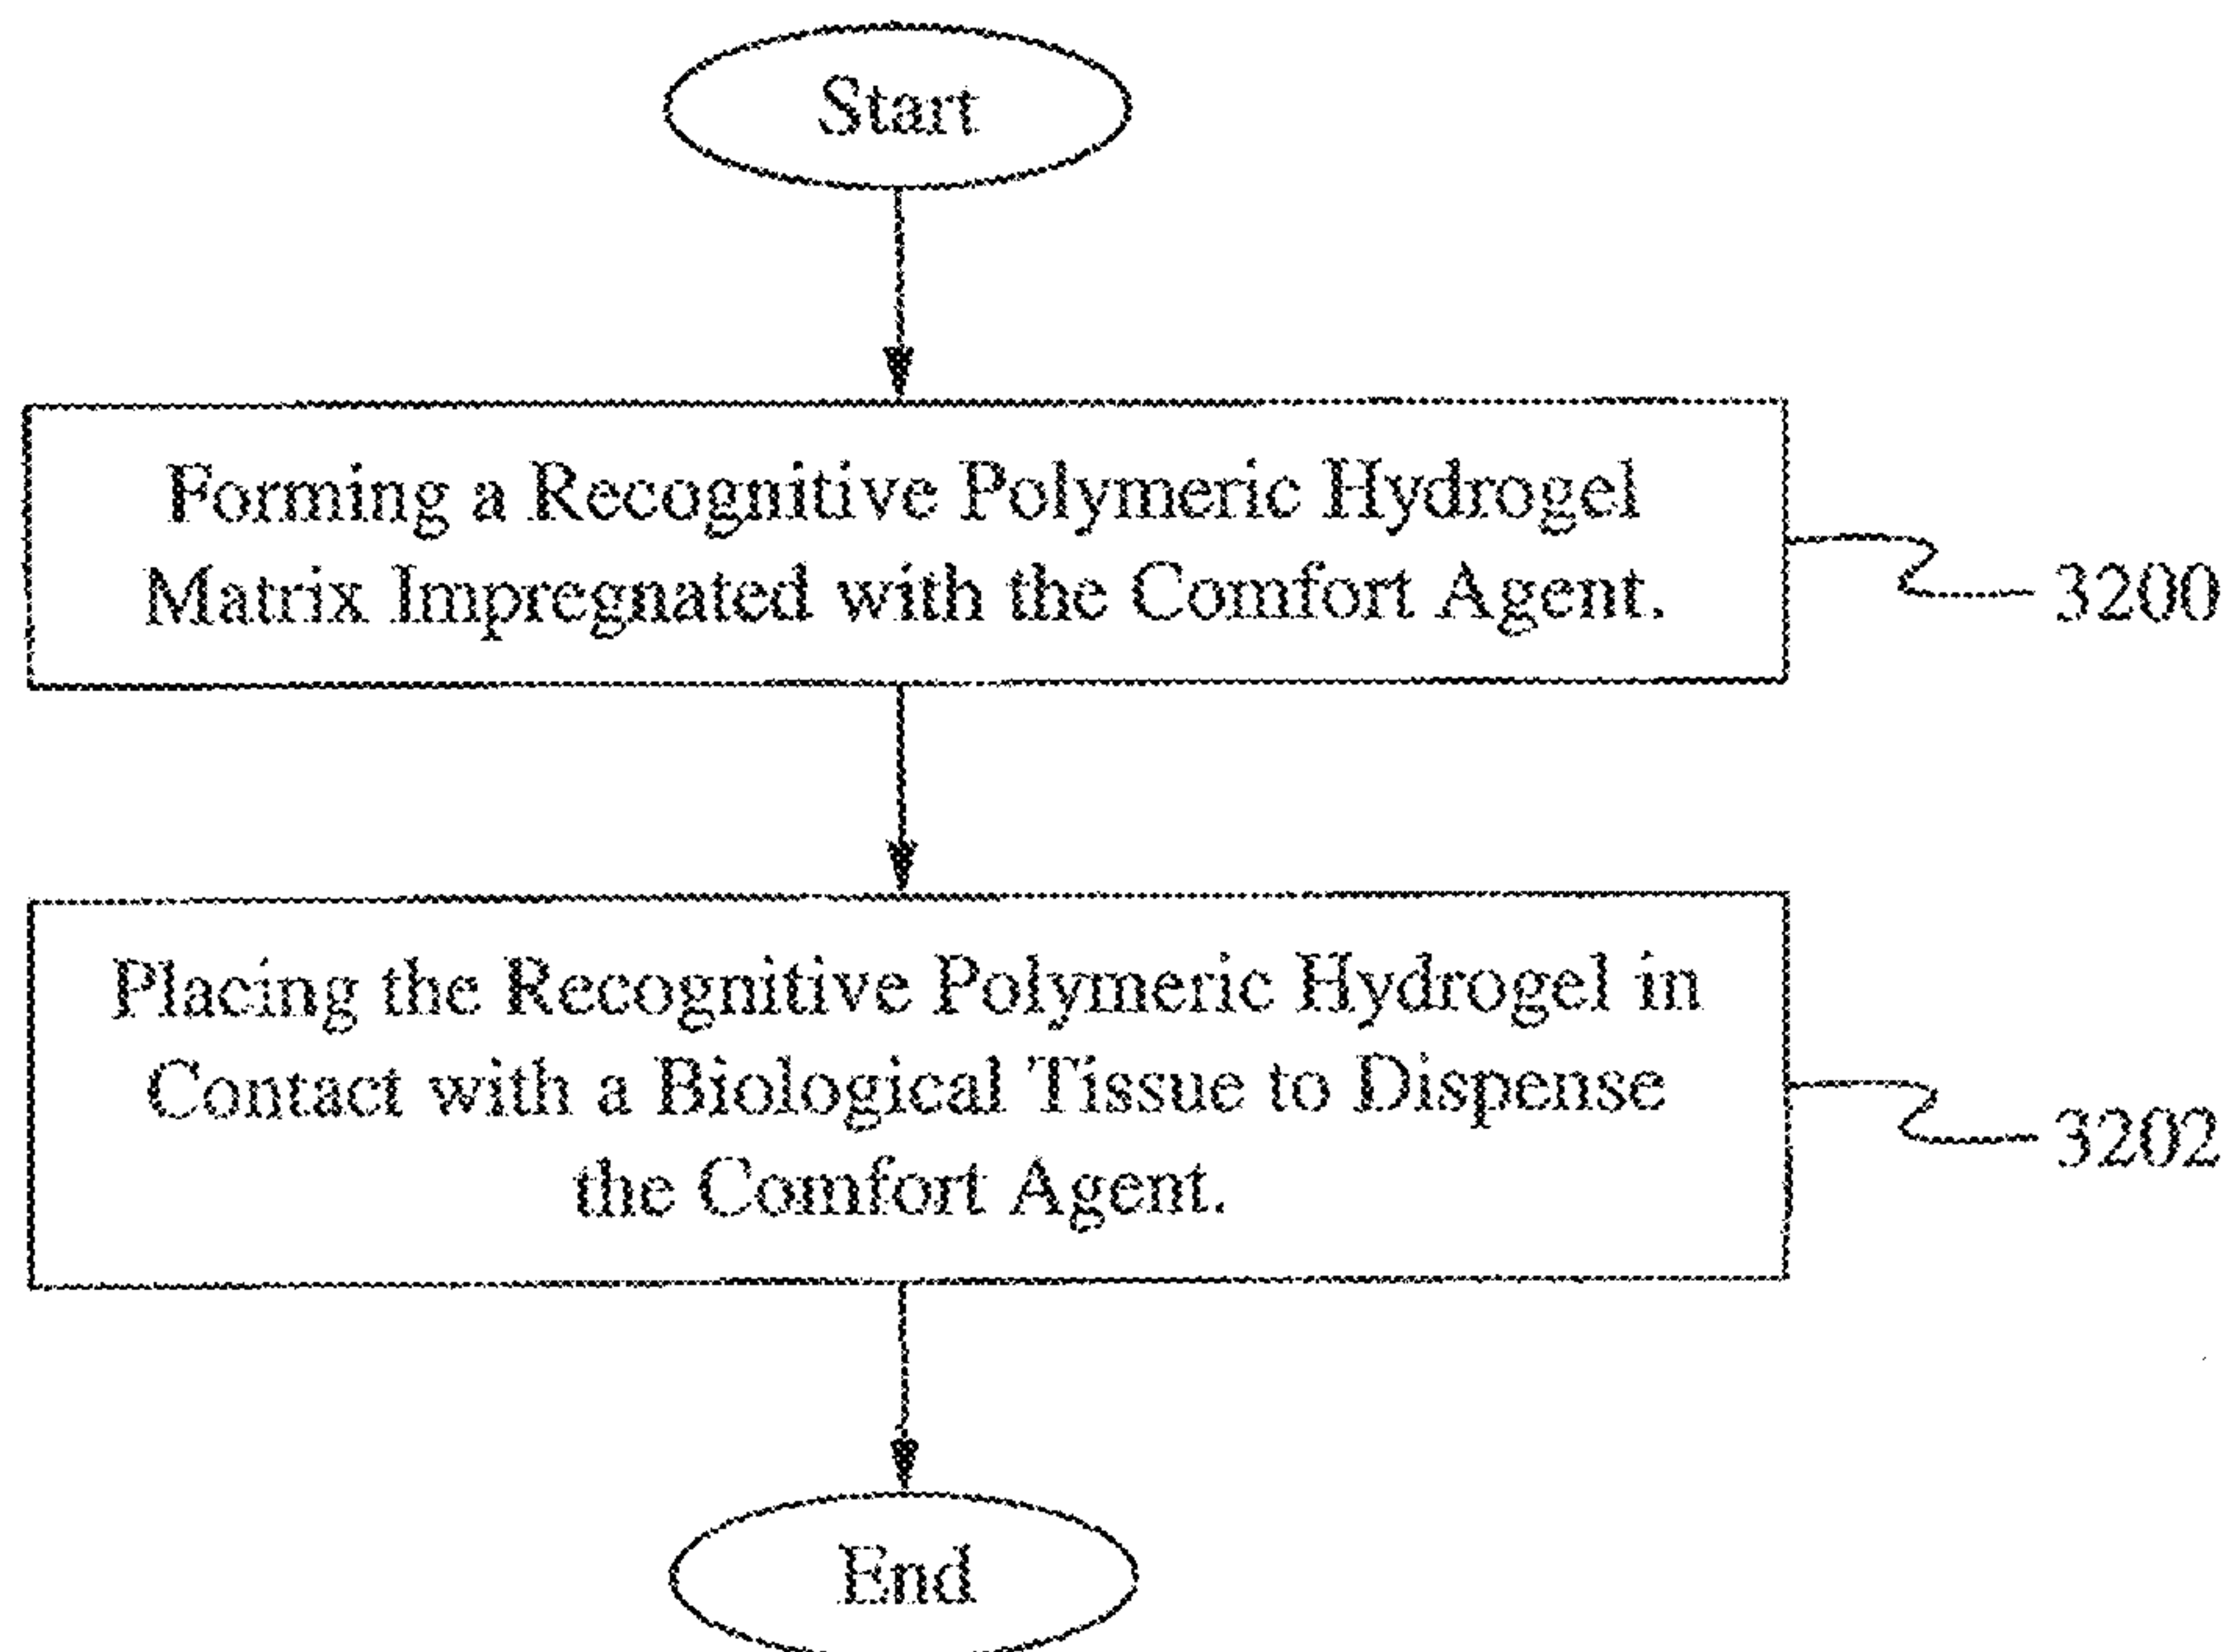 Start
Forming a Recognitive Polymeric Hydrogel
Matrix Impregnated with the Comfort Agent.
3200
Placing the Recognitive Polymeric Hydrogel in
Contact with a Biological Tissue to Dispense
the Comfort Agent.
3202
End